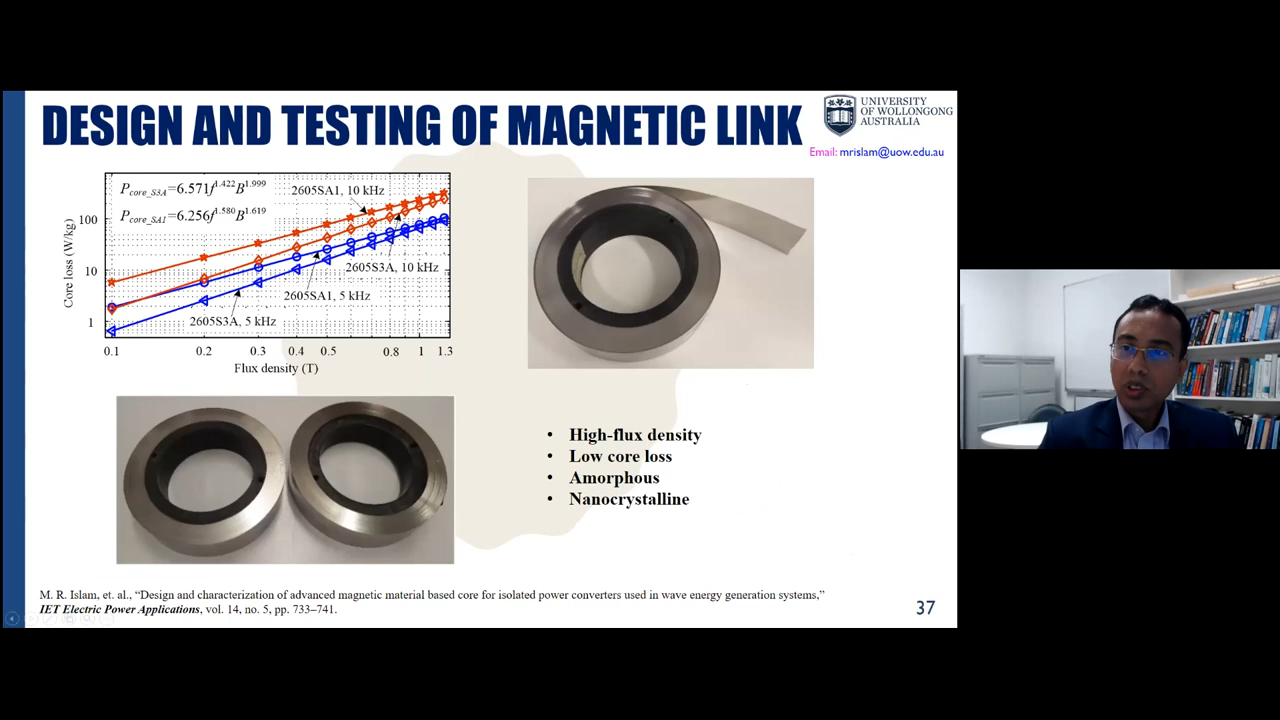 DESIGN AND TESTING OF MAGNETIC LINK
UNIVERSITY
OF WOLLONGONG
AUSTRALIA
Email: mrislam@uow.edu.au
Pcore_S3A=6.571f^1.422B^1.999
Pcore_SA1=6.256f^1.580B^1.619
2605SA1, 10 kHz
2605S3A, 10 kHz
2605SA1, 5 kHz
2605S3A, 5 kHz
Core loss (W/kg)
100
10
1
0.1 0.2 0.3 0.4 0.5 0.8 1 1.3
Flux density (T)
• High-flux density
• Low core loss
• Amorphous
• Nanocrystalline
M. R. Islam, et. al., “Design and characterization of advanced magnetic material based core for isolated power converters used in wave energy generation systems,”
IET Electric Power Applications, vol. 14, no. 5, pp. 733–741.
37